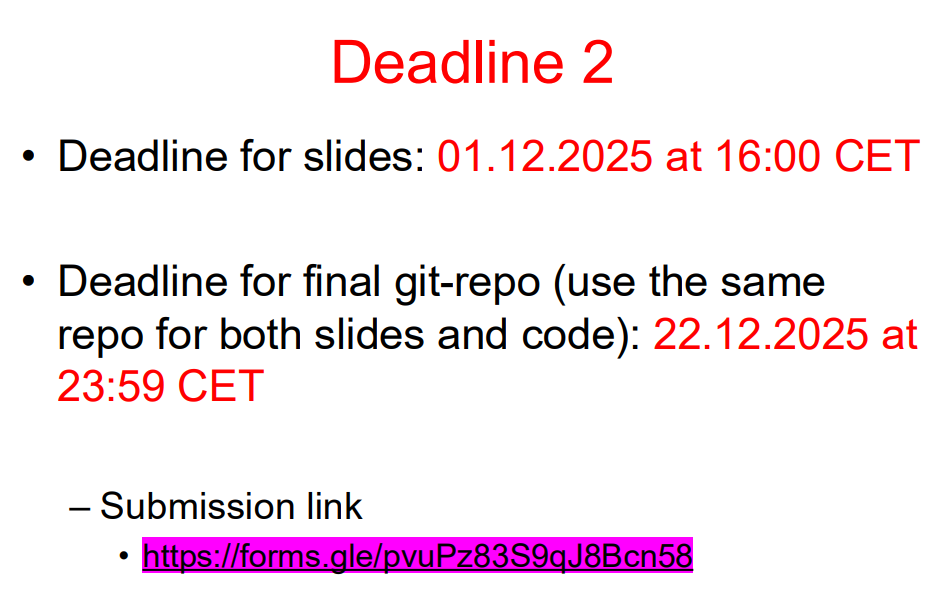 Deadline 2
• Deadline for slides: 01.12.2025 at 16:00 CET
• Deadline for final git-repo (use the same
repo for both slides and code): 22.12.2025 at
23:59 CET
– Submission link
• https://forms.gle/pvuPz83S9qJ8Bcn58